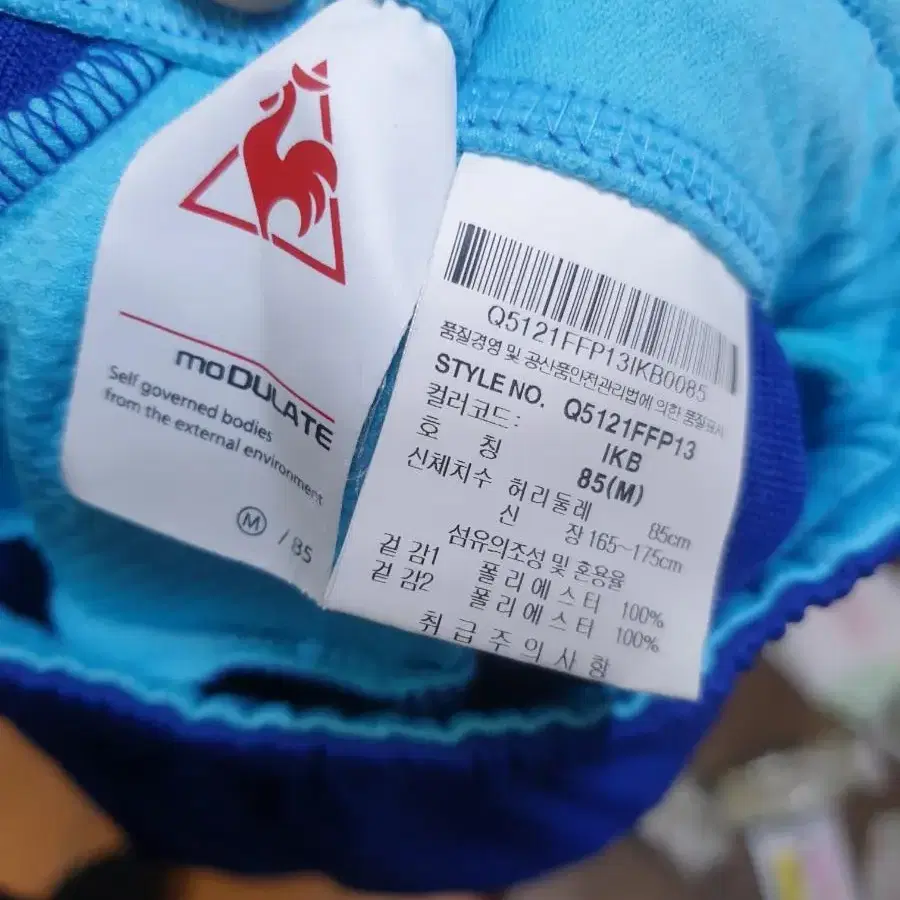 moDULATE
Self governed bodies
from the external environment
M / 85
Q5121FFP13IKB0085
품질경영 및 공산품안전관리법에 의한 품질표시
STYLE NO. Q5121FFP13
컬러코드: IKB
호 칭 85(M)
신체치수 허리둘레 85cm
신 장 165~175cm
섬유의조성 및 혼용율
겉 감1 폴리에스터 100%
겉 감2 폴리에스터 100%
취급주의사항